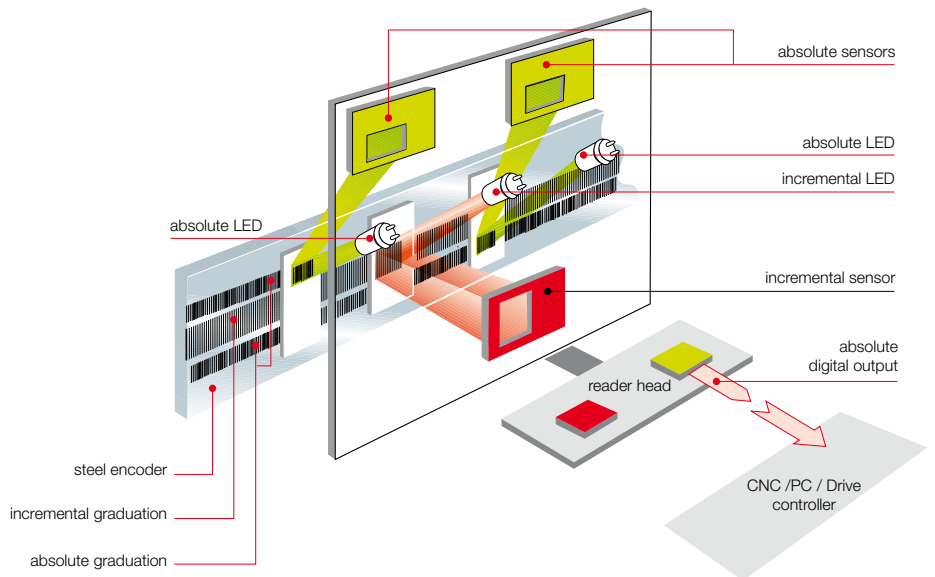 absolute sensors
absolute LED
incremental LED
absolute LED
incremental sensor
absolute
digital output
reader head
steel encoder
CNC /PC / Drive
controller
incremental graduation
absolute graduation